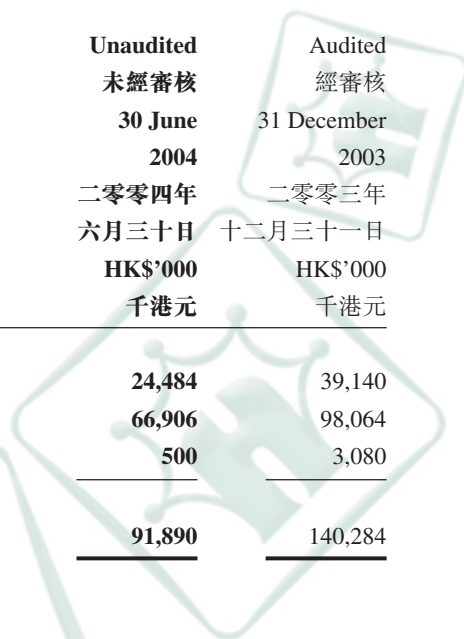 Unaudited Audited
未經審核 經審核
30 June 31 December
2004 2003
二零零四年 二零零三年
六月三十日 十二月三十一日
HK$'000 HK$'000
千港元 千港元
24,484 39,140
66,906 98,064
500 3,080
91,890 140,284